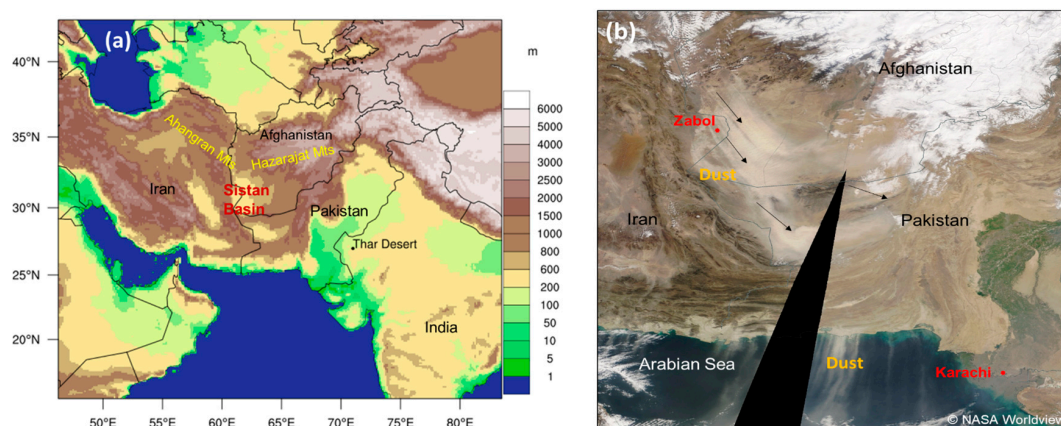 (a)
m
40°N
35°N
30°N
25°N
20°N
50°E
55°E
60°E
65°E
70°E
75°E
80°E
Ahangran Mts
Afghanistan
Hazarajat Mts
Iran
Sistan
Basin
Pakistan
Thar Desert
India
6000
5000
4000
3000
2500
2000
1500
1000
800
600
200
100
50
10
5
1
(b)
Afghanistan
Zabol
Dust
Iran
Pakistan
Arabian Sea
Dust
Karachi
© NASA Worldview